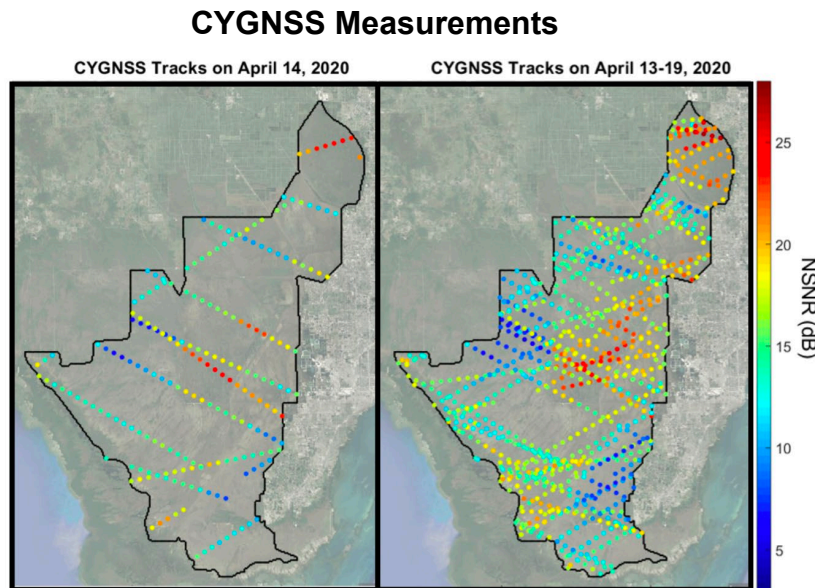 CYGNSS Measurements
CYGNSS Tracks on April 14, 2020
CYGNSS Tracks on April 13-19, 2020
25
20
15
10
5
NSNR (dB)